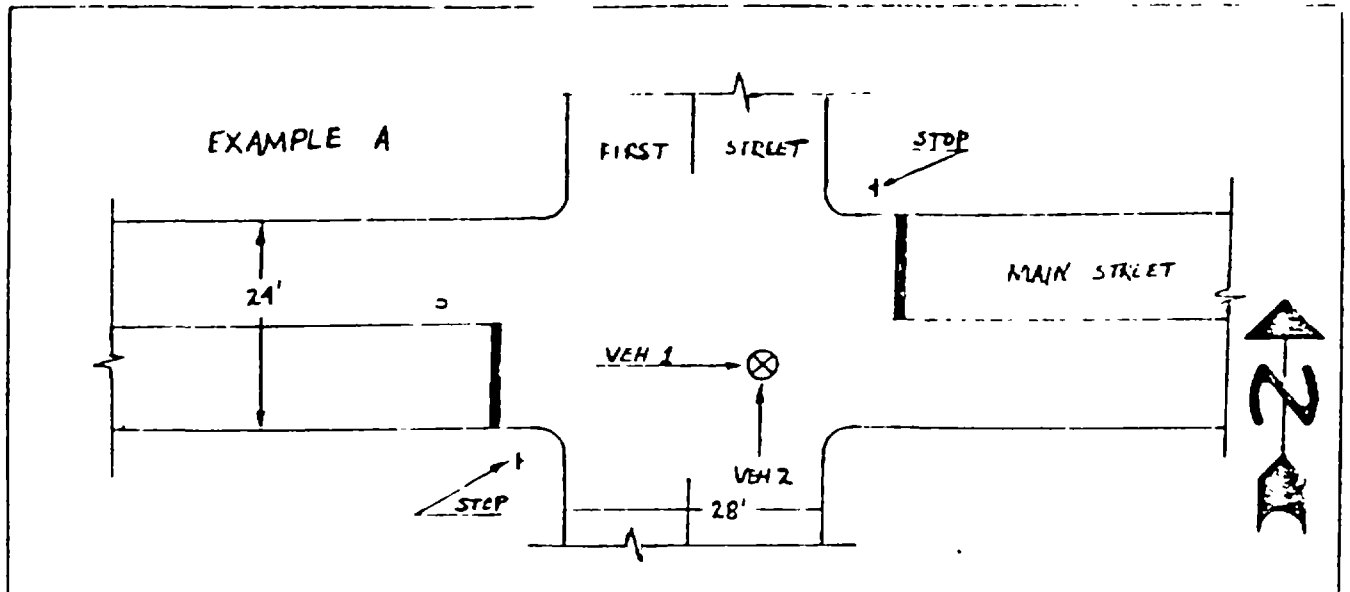 EXAMPLE A
FIRST STREET
STOP
24'
MAIN STREET
VEH 1
VEH 2
STOP
28'
N